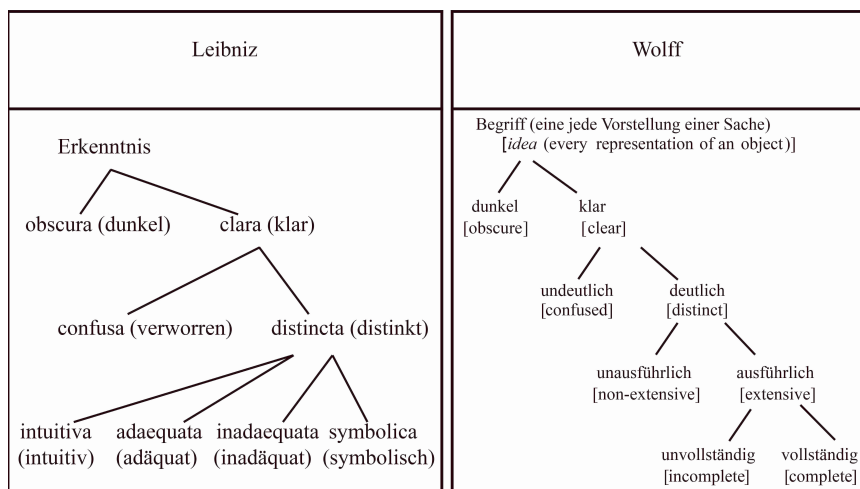 Leibniz
Erkenntnis
obscura (dunkel) clara (klar)
confusa (verworren) distincta (distinkt)
intuitiva adaequata inadaequata symbolica
(intuitiv) (adäquat) (inadäquat) (symbolisch)
Wolff
Begriff (eine jede Vorstellung einer Sache)
[idea (every representation of an object)]
dunkel klar
[obscure] [clear]
undeutlich deutlich
[confused] [distinct]
unausführlich ausführlich
[non-extensive] [extensive]
unvollständig vollständig
[incomplete] [complete]